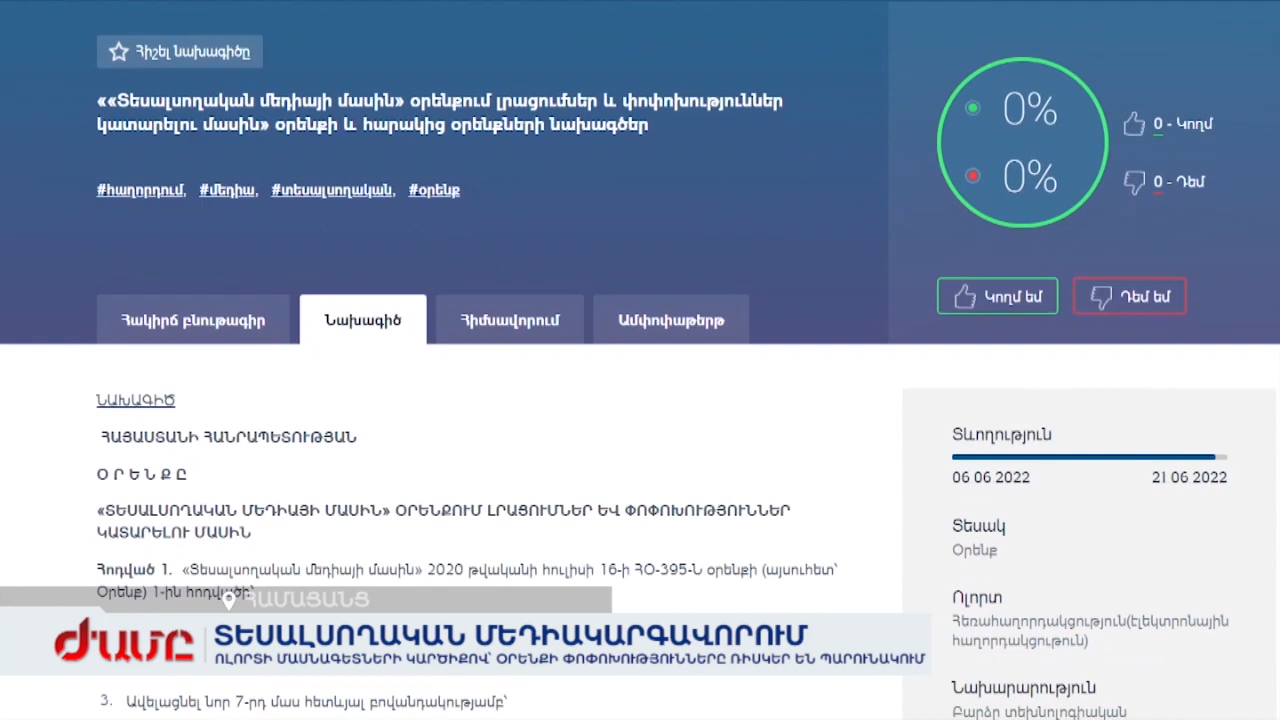 Հիշել նախագիծը
««Տեսալսողական մեդիայի մասին» օրենքում լրացումներ և փոփոխություններ
կատարելու մասին» օրենքի և հարակից օրենքների նախագծեր
#հաղորդում, #մեդիա, #տեսալսողական, #օրենք
0%
0 - Կողմ
0%
0 - Դեմ
Կողմ եմ
Դեմ եմ
Հակիրճ բնութագիր
Նախագիծ
Հիմնավորում
Ամփոփաթերթ
ՆԱԽԱԳԻԾ
ՀԱՅԱՍՏԱՆԻ ՀԱՆՐԱՊԵՏՈՒԹՅԱՆ
Օ Ր Ե Ն Ք Ը
«ՏԵՍԱԼՍՈՂԱԿԱՆ ՄԵԴԻԱՅԻ ՄԱՍԻՆ» ՕՐԵՆՔՈՒՄ ԼՐԱՑՈՒՄՆԵՐ ԵՎ ՓՈՓՈԽՈՒԹՅՈՒՆՆԵՐ
ԿԱՏԱՐԵԼՈՒ ՄԱՍԻՆ
Հոդված 1. «Տեսալսողական մեդիայի մասին» 2020 թվականի հուլիսի 16-ի ՀՕ-395-Ն օրենքի (այսուհետ՝
Օրենք) 1-ին հոդվածի՝
ՀԱՄԱՑԱՆՑ
ԺԱՄԸ
ՏԵՍԱԼՍՈՂԱԿԱՆ ՄԵԴԻԱԿԱՐԳԱՎՈՐՈՒՄ
ՈԼՈՐՏԻ ՄԱՍՆԱԳԵՏՆԵՐԻ ԿԱՐԾԻՔՈՎ՝ ՕՐԵՆՔԻ ՓՈՓՈԽՈՒԹՅՈՒՆՆԵՐԸ ՌԻՍԿԵՐ ԵՆ ՊԱՐՈՒՆԱԿՈՒՄ
3. Ավելացնել նոր 7-րդ մաս հետևյալ բովանդակությամբ՝
Տևողություն
06 06 2022
21 06 2022
Տեսակ
Օրենք
Ոլորտ
Հեռահաղորդակցություն(էլեկտրոնային
հաղորդակցգութուն)
Նախարարություն
Բարձր տեխնոլոգիական